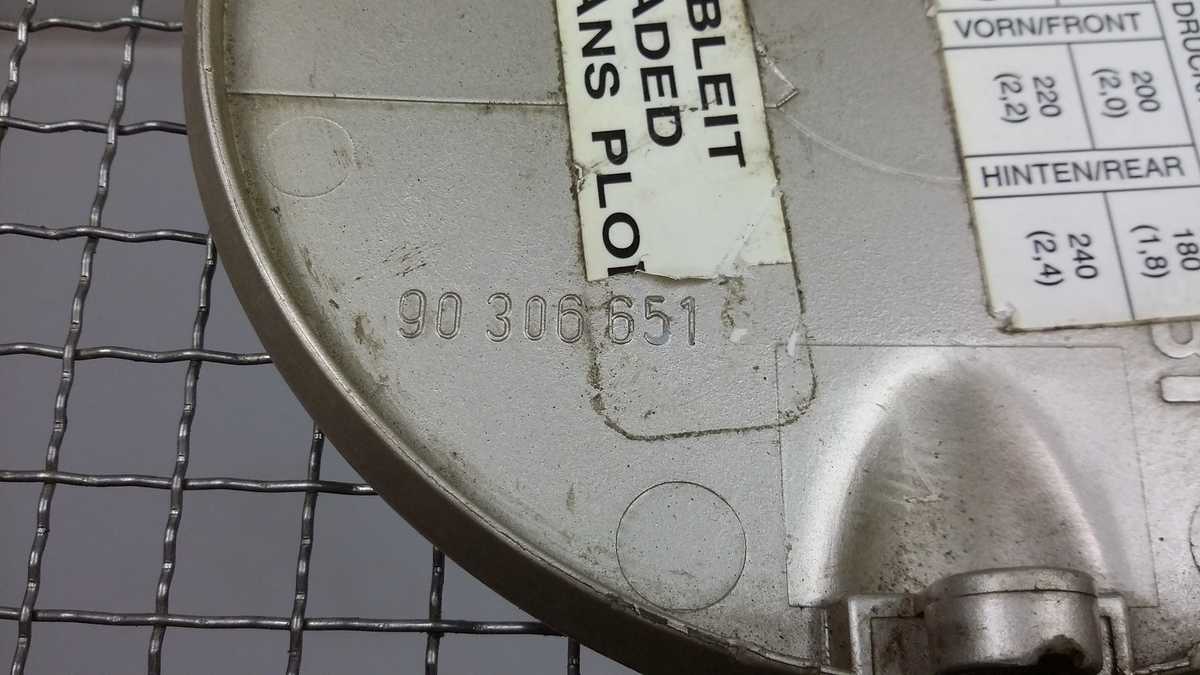 BLEIT
ADED
ANS PLO
90 306 651
VORN/FRONT
200
(2,0)
220
(2,2)
HINTEN/REAR
180
(1,8)
240
(2,4)